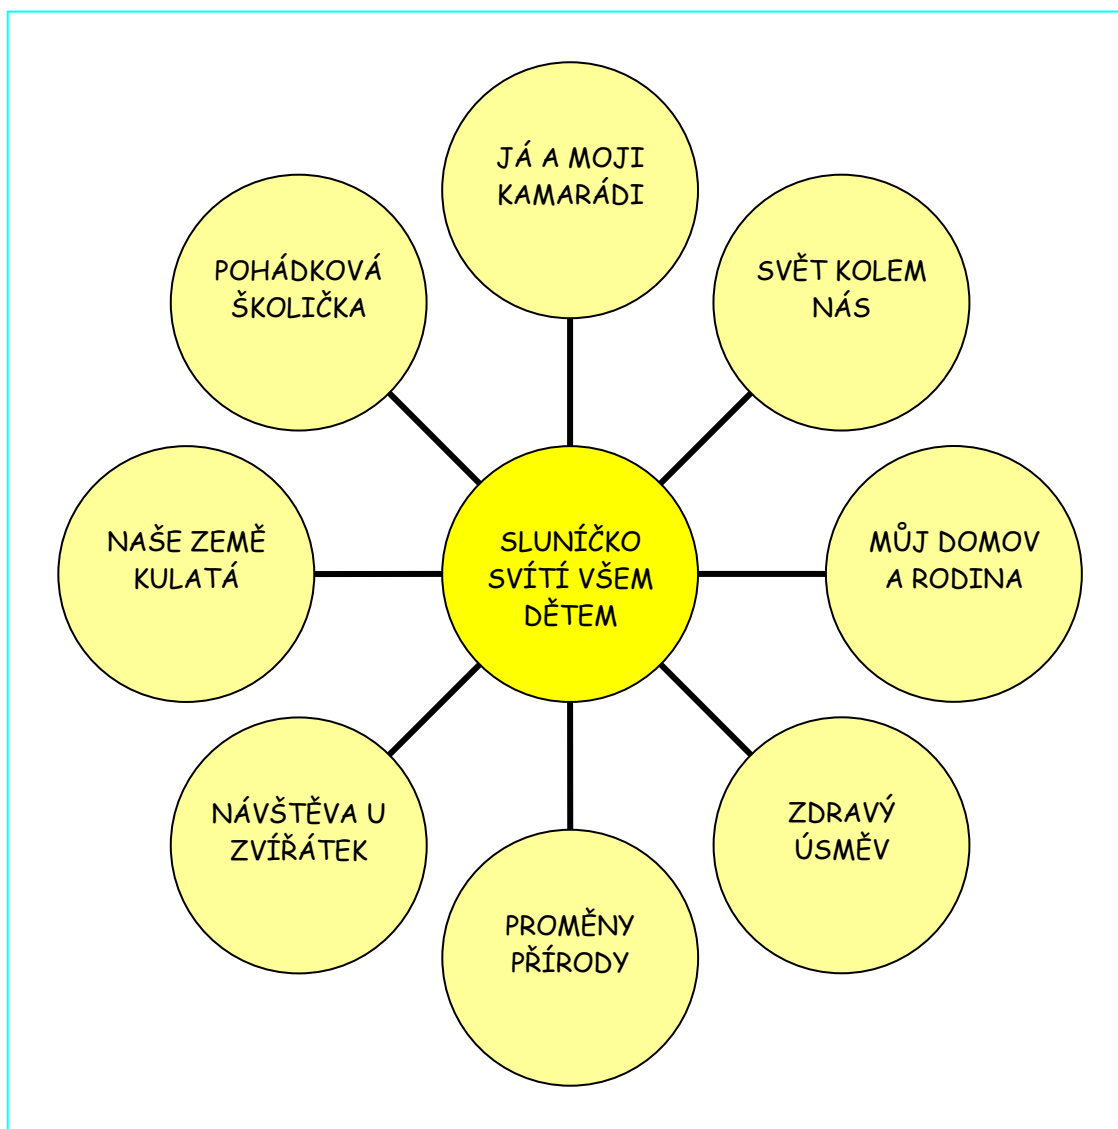 JÁ A MOJI
KAMARÁDI
SVĚT KOLEM
NÁS
MŮJ DOMOV
A RODINA
ZDRAVÝ
ÚSMĚV
PROMĚNY
PŘÍRODY
NÁVŠTĚVA U
ZVÍŘÁTEK
NAŠE ZEMĚ
KULATÁ
POHÁDKOVÁ
ŠKOLIČKA
SLUNÍČKO
SVÍTÍ VŠEM
DĚTEM